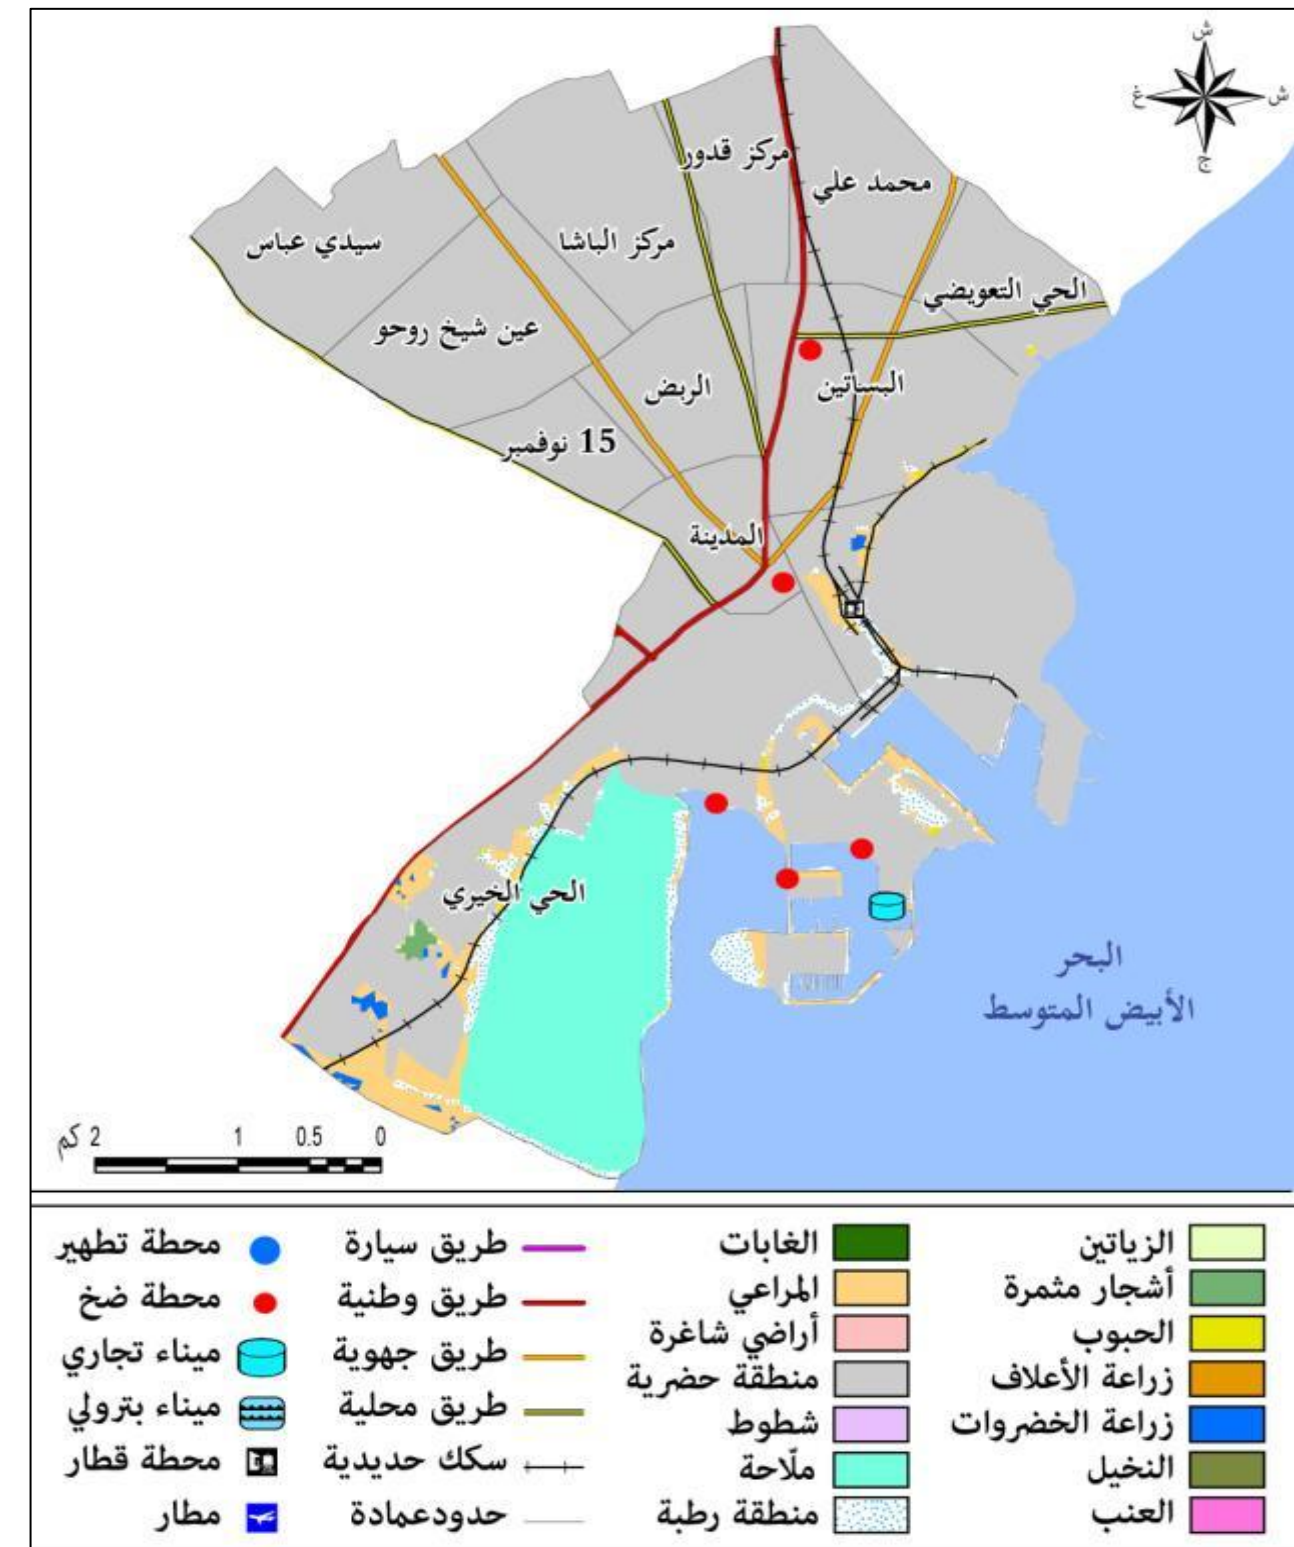 ش
غ
ش
ج
مركز قدور
محمد علي
سيدي عباس
مركز الباشا
الحي التعويضي
عين شيخ روحو
الربض
البساتين
15 نوفمبر
المدينة
الحي الخيري
البحر
الأبيض المتوسط
2 كم
1
0.5
0
الزياتين
أشجار مثمرة
الحبوب
زراعة الأعلاف
زراعة الخضروات
النخيل
العنب
الغابات
المراعي
أراضي شاغرة
منطقة حضرية
شطوط
ملّاحة
منطقة رطبة
طريق سيارة
طريق وطنية
طريق جهوية
طريق محلية
سكك حديدية
حدودعمادة
محطة تطهير
محطة ضخ
ميناء تجاري
ميناء بترولي
محطة قطار
مطار